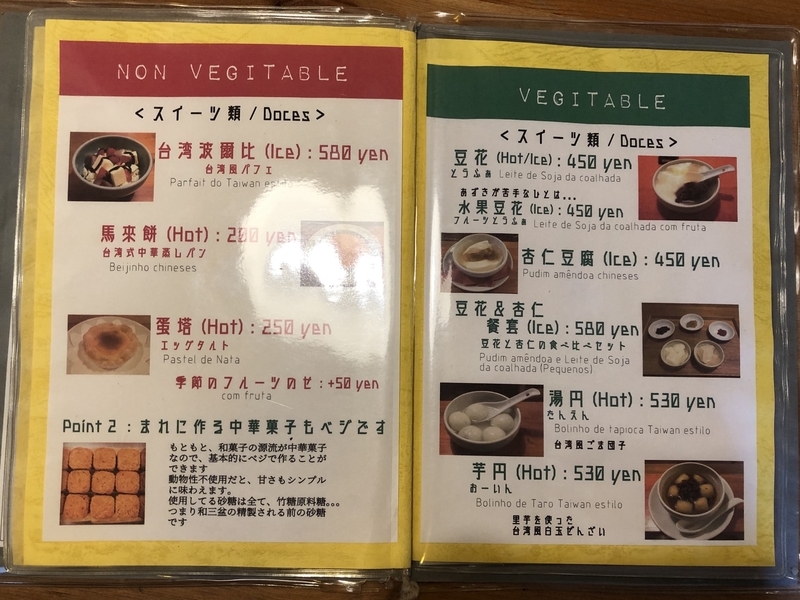 NON VEGITABLE
<スイーツ類 / Doces>
台湾波爾比 (Ice) : 580 yen
台湾風パフェ
Parfait do Taiwan
馬來餅 (Hot) : 200 yen
台湾式中華蒸しパン
Beijinho chineses
蛋塔 (Hot) : 250 yen
エッグタルト
Pastel de Nata
季節のフルーツのせ : +50 yen
com fruta
Point 2 : まれに作る中華菓子もベジです
もともと、和菓子の源流が中華菓子
なので、基本的にベジで作ることが
できます
動物性不使用だと、甘さもシンプル
に味わえます。
使用してる砂糖は全て、竹糖原料糖。。。
つまり和三盆の精製される前の砂糖
です
VEGITABLE
<スイーツ類 / Doces>
豆花 (Hot/Ice) : 450 yen
とうふぁ Leite de Soja da coalhada
あずきが苦手なひとは...
水果豆花 (Ice) : 450 yen
フルーツとうふぁ Leite de Soja da coalhada com fruta
杏仁豆腐 (Ice) : 450 yen
Pudim amêndoa chineses
豆花&杏仁
餐套 (Ice) : 580 yen
豆花と杏仁の食べ比べセット
Pudim amêndoa e Leite de Soja
da coalhada (Pequenos)
湯円 (Hot) : 530 yen
たんえん
Bolinho de tapioca Taiwan estilo
台湾風ごま団子
芋円 (Hot) : 530 yen
おーいん
Bolinho de Taro Taiwan estilo
里芋を使った
台湾風白玉ぜんざい